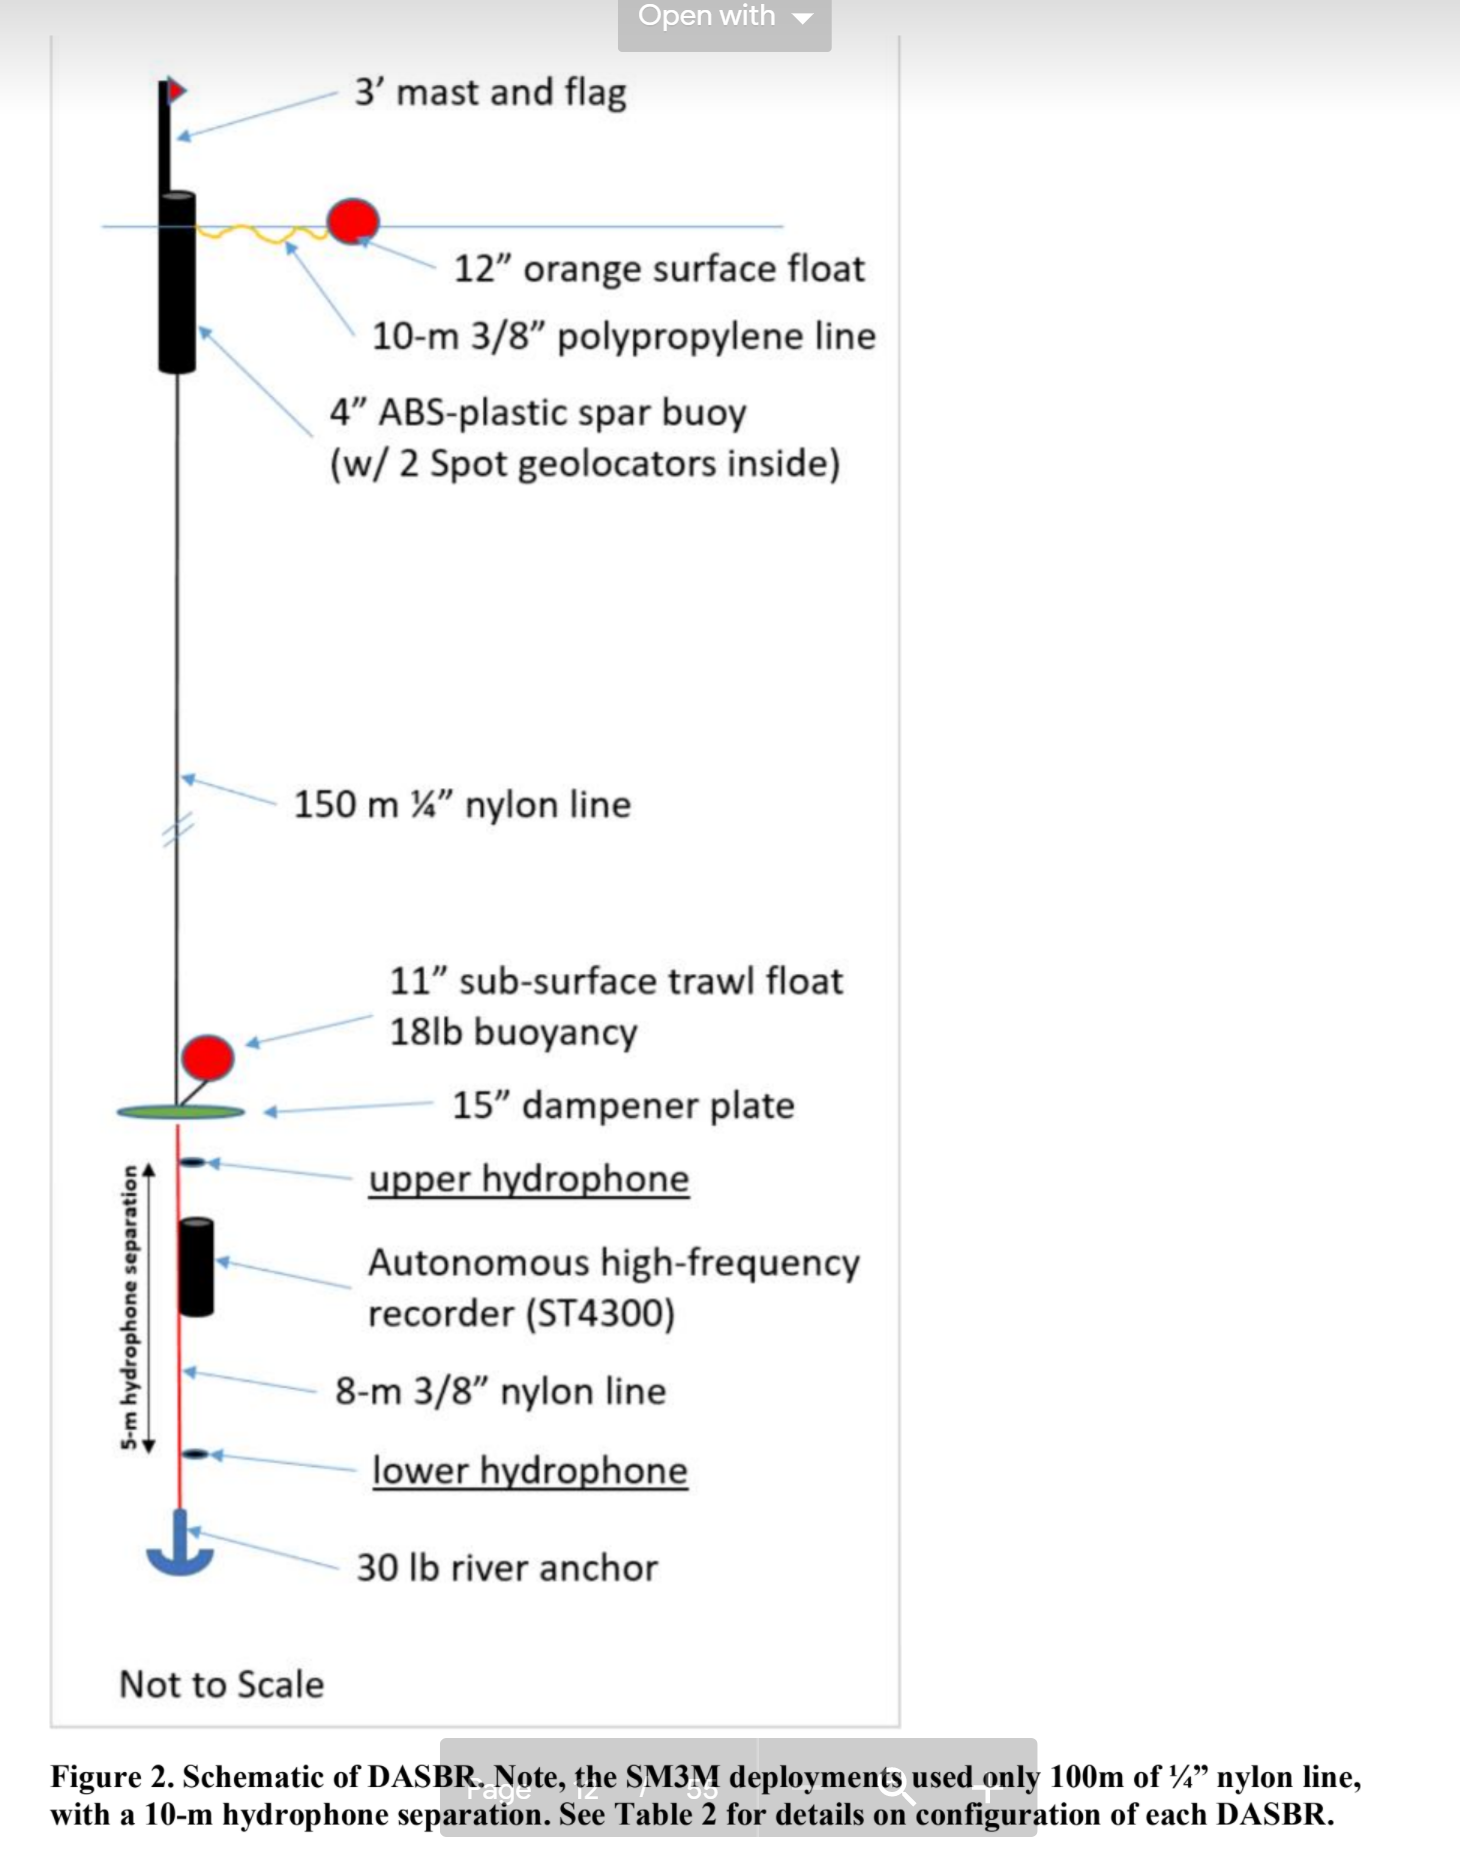 Open with
3’ mast and flag
12” orange surface float
10-m 3/8” polypropylene line
4” ABS-plastic spar buoy
(w/ 2 Spot geolocators inside)
150 m ¼” nylon line
11” sub-surface trawl float
18lb buoyancy
15” dampener plate
upper hydrophone
5-m hydrophone separation
Autonomous high-frequency
recorder (ST4300)
8-m 3/8” nylon line
lower hydrophone
30 lb river anchor
Not to Scale
Figure 2. Schematic of DASBR. Note, the SM3M deployments used only 100m of ¼” nylon line,
Page 12 / 55
with a 10-m hydrophone separation. See Table 2 for details on configuration of each DASBR.